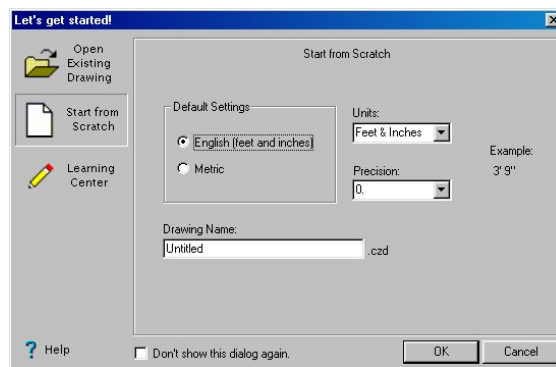 Let's get started!
Open
Existing
Drawing
Start from
Scratch
Learning
Center
Help
Start from Scratch
Default Settings
English (feet and inches)
Metric
Units:
Feet & Inches
Precision:
0.
Example:
3' 9"
Drawing Name:
Untitled
.czd
Don't show this dialog again.
OK
Cancel